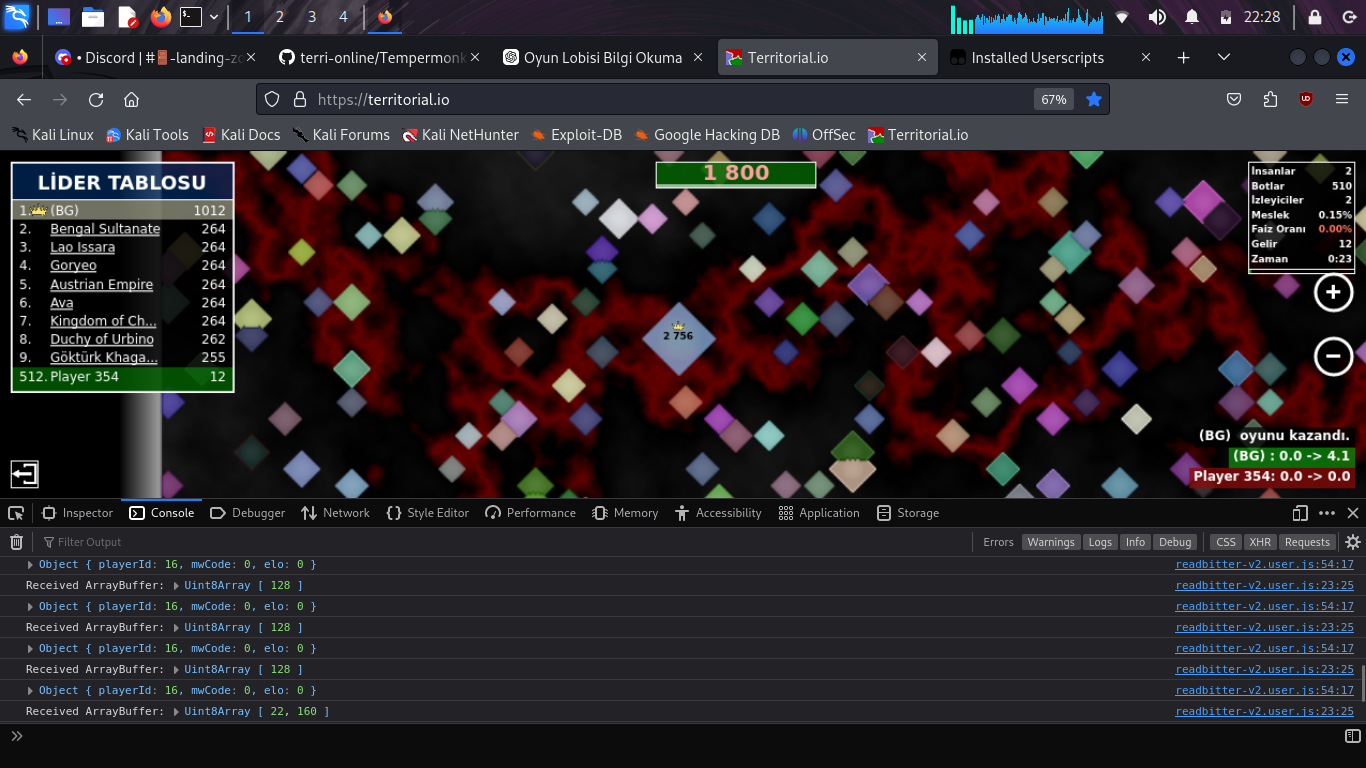 1 2 3 4 22:28
• Discord | #🚪-landing-zo
terri-online/Tempermonk
Oyun Lobisi Bilgi Okuma
Territorial.io
Installed Userscripts
https://territorial.io 67%
Kali Linux Kali Tools Kali Docs Kali Forums Kali NetHunter Exploit-DB Google Hacking DB OffSec Territorial.io
LİDER TABLOSU
1. (BG) 1012
2. Bengal Sultanate 264
3. Lao Issara 264
4. Goryeo 264
5. Austrian Empire 264
6. Ava 264
7. Kingdom of Ch... 264
8. Duchy of Urbino 262
9. Göktürk Khaga... 255
512. Player 354 12
1 800
2 756
İnsanlar 2
Botlar 510
İzleyiciler 2
Meslek 0.15%
Faiz Oranı 0.00%
Gelir 12
Zaman 0:23
(BG) oyunu kazandı.
(BG) : 0.0 -> 4.1
Player 354: 0.0 -> 0.0
Inspector Console Debugger Network Style Editor Performance Memory Accessibility Application Storage
Filter Output Errors Warnings Logs Info Debug CSS XHR Requests
Object { playerId: 16, mwCode: 0, elo: 0 } readbitter-v2.user.js:54:17
Received ArrayBuffer: Uint8Array [ 128 ] readbitter-v2.user.js:23:25
Object { playerId: 16, mwCode: 0, elo: 0 } readbitter-v2.user.js:54:17
Received ArrayBuffer: Uint8Array [ 128 ] readbitter-v2.user.js:23:25
Object { playerId: 16, mwCode: 0, elo: 0 } readbitter-v2.user.js:54:17
Received ArrayBuffer: Uint8Array [ 128 ] readbitter-v2.user.js:23:25
Object { playerId: 16, mwCode: 0, elo: 0 } readbitter-v2.user.js:54:17
Received ArrayBuffer: Uint8Array [ 22, 160 ] readbitter-v2.user.js:23:25